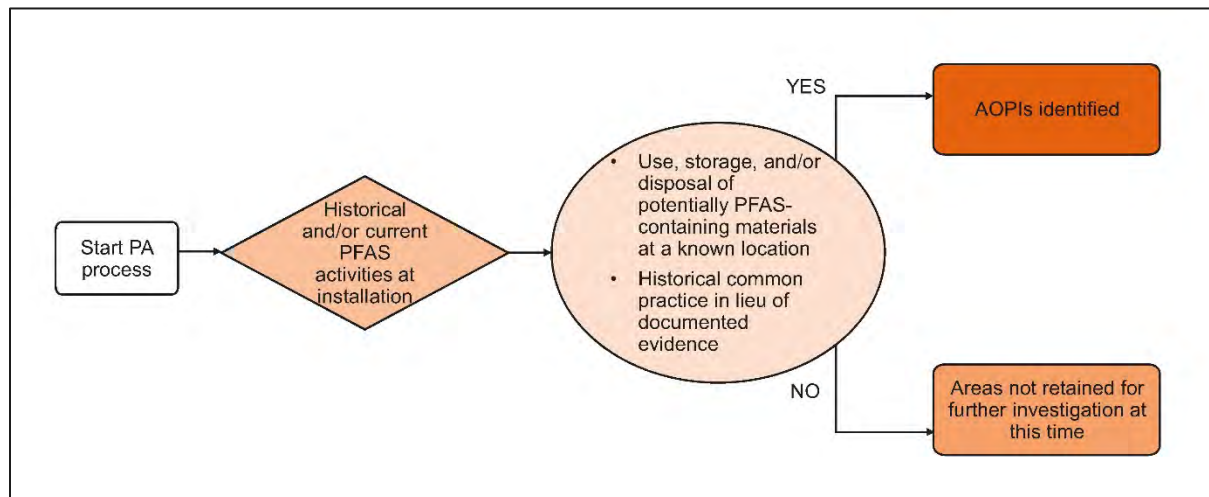 Start PA
process
Historical
and/or current
PFAS
activities at
installation
• Use, storage, and/or
disposal of
potentially PFAS-
containing materials
at a known location
• Historical common
practice in lieu of
documented
evidence
YES
AOPIs identified
NO
Areas not retained for
further investigation at
this time